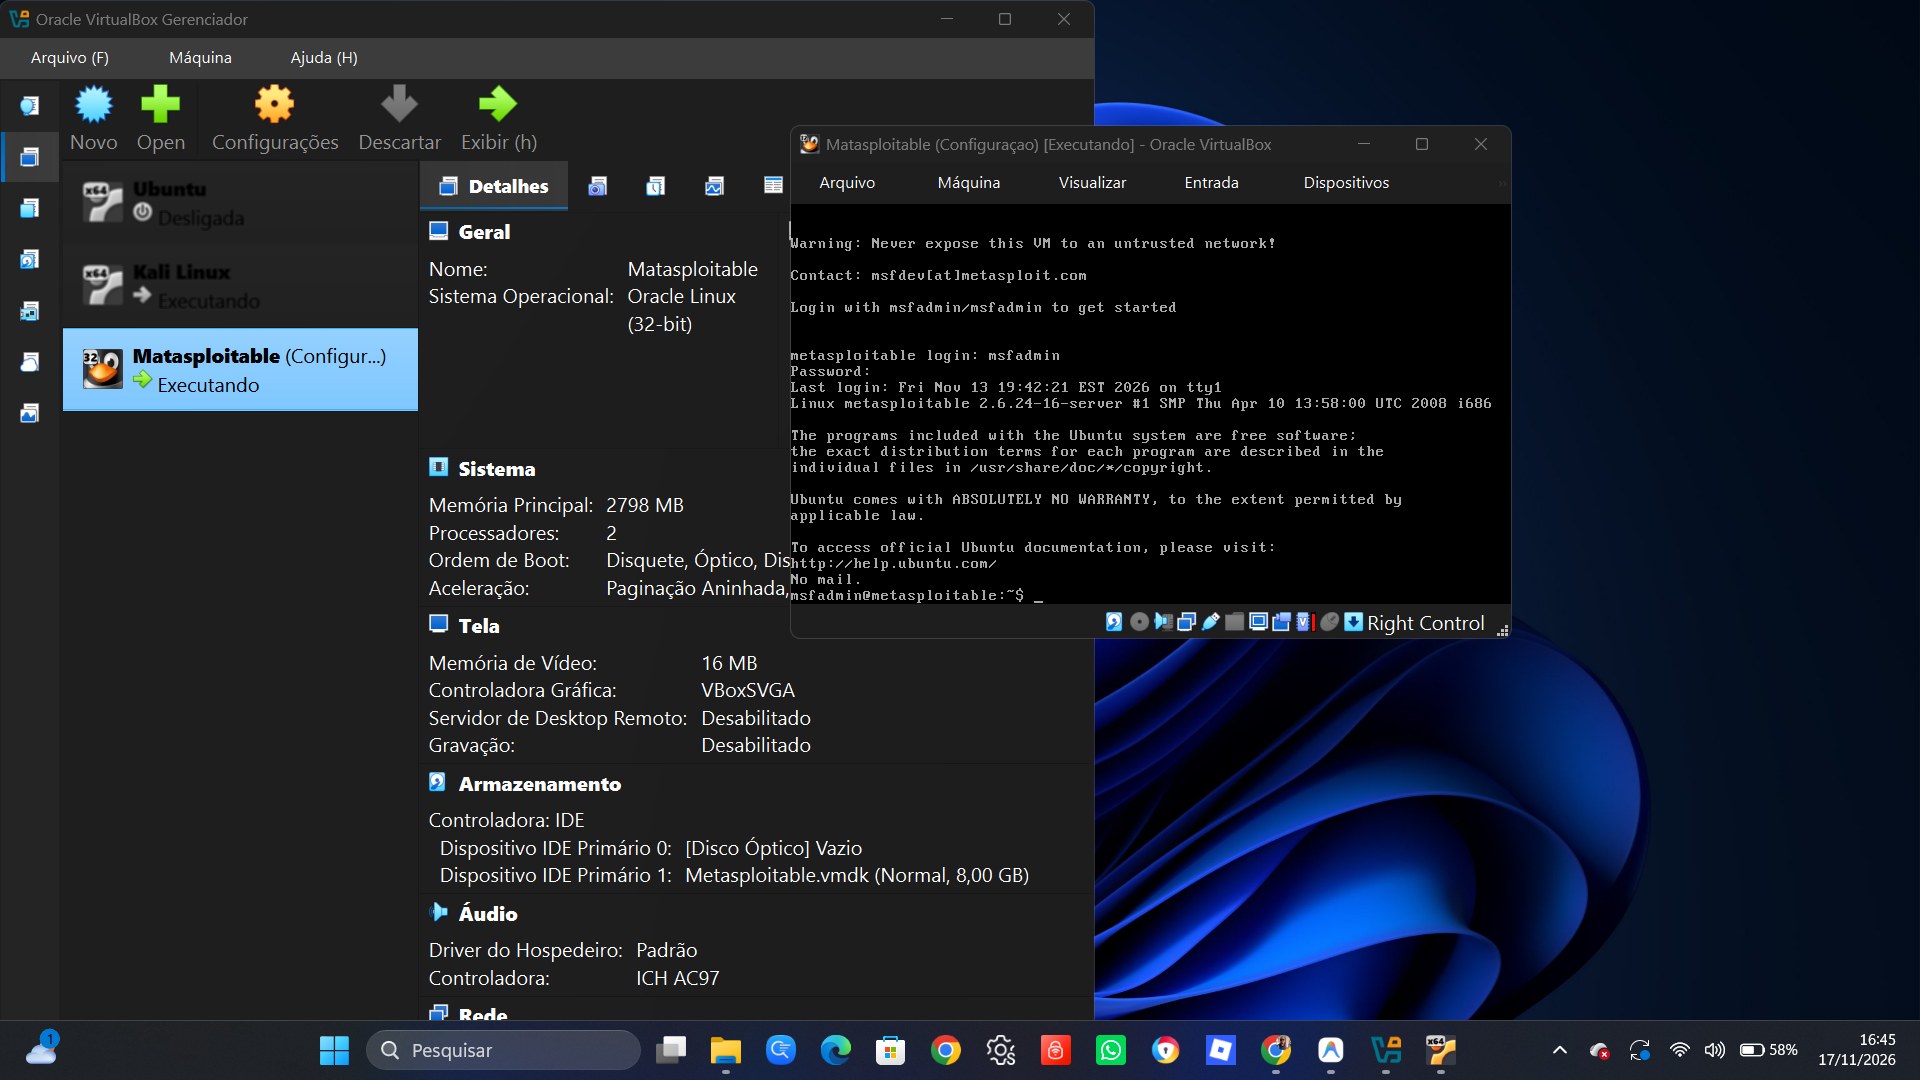 Oracle VirtualBox Gerenciador
Arquivo (F) Máquina Ajuda (H)
Novo Open Configurações Descartar Exibir (h)
Ubuntu
Desligada
Kali Linux
Executando
Matasploitable (Configur...)
Executando
Detalhes
Geral
Nome: Matasploitable
Sistema Operacional: Oracle Linux
(32-bit)
Sistema
Memória Principal: 2798 MB
Processadores: 2
Ordem de Boot: Disquete, Óptico, Dis
Aceleração: Paginação Aninhada,
Tela
Memória de Vídeo: 16 MB
Controladora Gráfica: VBoxSVGA
Servidor de Desktop Remoto: Desabilitado
Gravação: Desabilitado
Armazenamento
Controladora: IDE
Dispositivo IDE Primário 0: [Disco Óptico] Vazio
Dispositivo IDE Primário 1: Metasploitable.vmdk (Normal, 8,00 GB)
Áudio
Driver do Hospedeiro: Padrão
Controladora: ICH AC97
Rede
Matasploitable (Configuraçao) [Executando] - Oracle VirtualBox
Arquivo Máquina Visualizar Entrada Dispositivos
Warning: Never expose this VM to an untrusted network!
Contact: msfdev[at]metasploit.com
Login with msfadmin/msfadmin to get started
metasploitable login: msfadmin
Password:
Last login: Fri Nov 13 19:42:21 EST 2026 on tty1
Linux metasploitable 2.6.24-16-server #1 SMP Thu Apr 10 13:58:00 UTC 2008 i686
The programs included with the Ubuntu system are free software;
the exact distribution terms for each program are described in the
individual files in /usr/share/doc/*/copyright.
Ubuntu comes with ABSOLUTELY NO WARRANTY, to the extent permitted by
applicable law.
To access official Ubuntu documentation, please visit:
http://help.ubuntu.com/
No mail.
msfadmin@metasploitable:~$ _
Right Control
1
Pesquisar
58%
16:45
17/11/2026